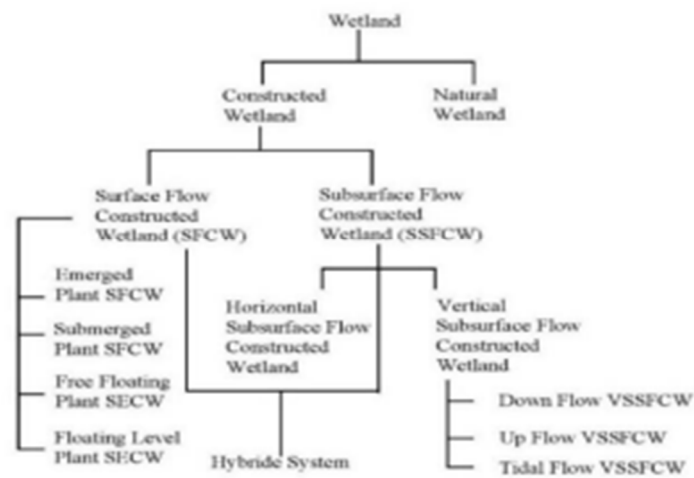 Wetland
Constructed
Wetland
Natural
Wetland
Surface Flow
Constructed
Wetland (SFCW)
Subsurface Flow
Constructed
Wetland (SSFCW)
Emerged
Plant SFCW
Submerged
Plant SFCW
Free Floating
Plant SECW
Floating Level
Plant SECW
Horizontal
Subsurface Flow
Constructed
Wetland
Vertical
Subsurface Flow
Constructed
Wetland
Down Flow VSSFCW
Up Flow VSSFCW
Tidal Flow VSSFCW
Hybride System